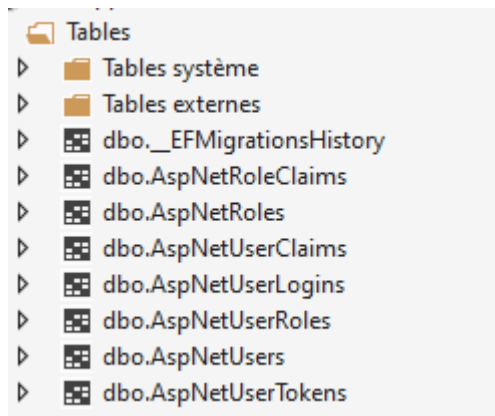 Tables
Tables système
Tables externes
dbo.__EFMigrationsHistory
dbo.AspNetRoleClaims
dbo.AspNetRoles
dbo.AspNetUserClaims
dbo.AspNetUserLogins
dbo.AspNetUserRoles
dbo.AspNetUsers
dbo.AspNetUserTokens